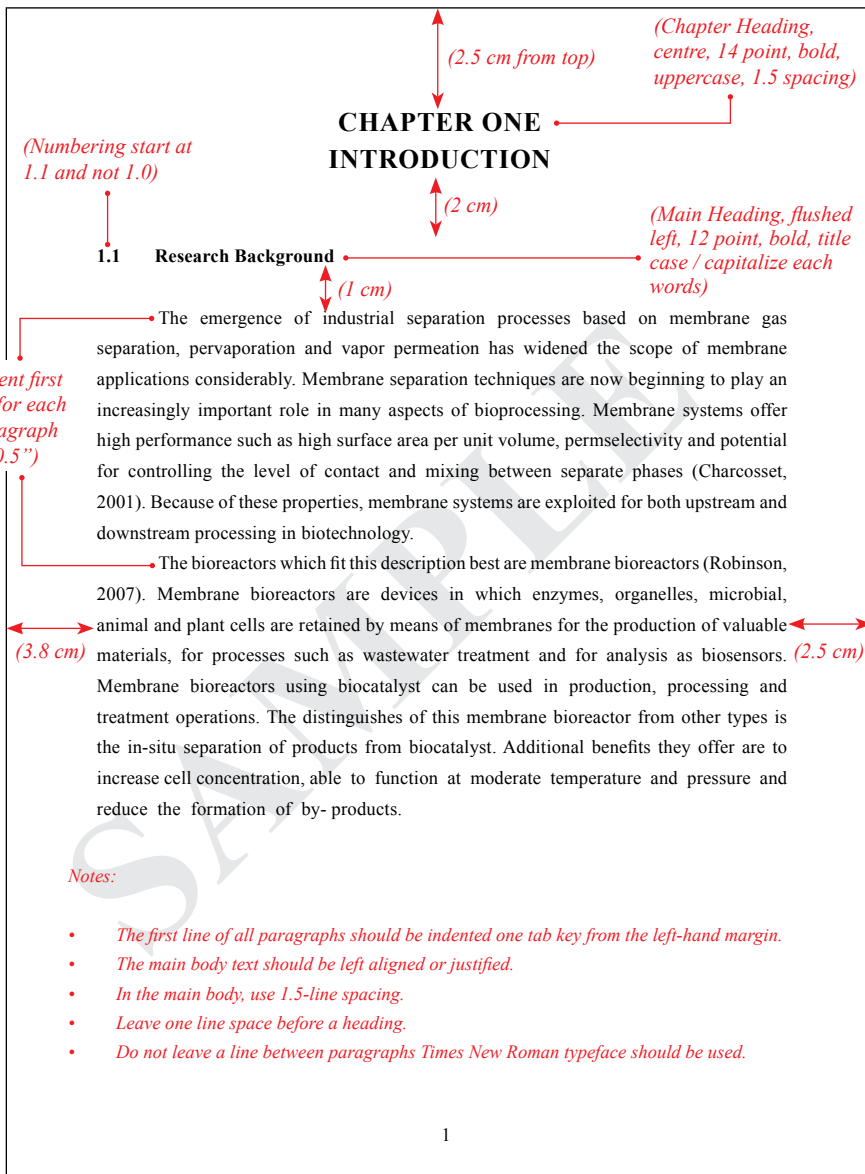 (2.5 cm from top)
(Chapter Heading,
centre, 14 point, bold,
uppercase, 1.5 spacing)
CHAPTER ONE
INTRODUCTION
(Numbering start at
1.1 and not 1.0)
(2 cm)
(Main Heading, flushed
left, 12 point, bold, title
case / capitalize each
words)
1.1 Research Background
(1 cm)
The emergence of industrial separation processes based on membrane gas
separation, pervaporation and vapor permeation has widened the scope of membrane
applications considerably. Membrane separation techniques are now beginning to play an
increasingly important role in many aspects of bioprocessing. Membrane systems offer
high performance such as high surface area per unit volume, permselectivity and potential
for controlling the level of contact and mixing between separate phases (Charcosset,
2001). Because of these properties, membrane systems are exploited for both upstream and
downstream processing in biotechnology.
ent first
for each
agraph
0.5”)
The bioreactors which fit this description best are membrane bioreactors (Robinson,
2007). Membrane bioreactors are devices in which enzymes, organelles, microbial,
animal and plant cells are retained by means of membranes for the production of valuable
materials, for processes such as wastewater treatment and for analysis as biosensors.
Membrane bioreactors using biocatalyst can be used in production, processing and
treatment operations. The distinguishes of this membrane bioreactor from other types is
the in-situ separation of products from biocatalyst. Additional benefits they offer are to
increase cell concentration, able to function at moderate temperature and pressure and
reduce the formation of by- products.
(3.8 cm)
(2.5 cm)
SAMPLE
Notes:
• The first line of all paragraphs should be indented one tab key from the left-hand margin.
• The main body text should be left aligned or justified.
• In the main body, use 1.5-line spacing.
• Leave one line space before a heading.
• Do not leave a line between paragraphs Times New Roman typeface should be used.
1